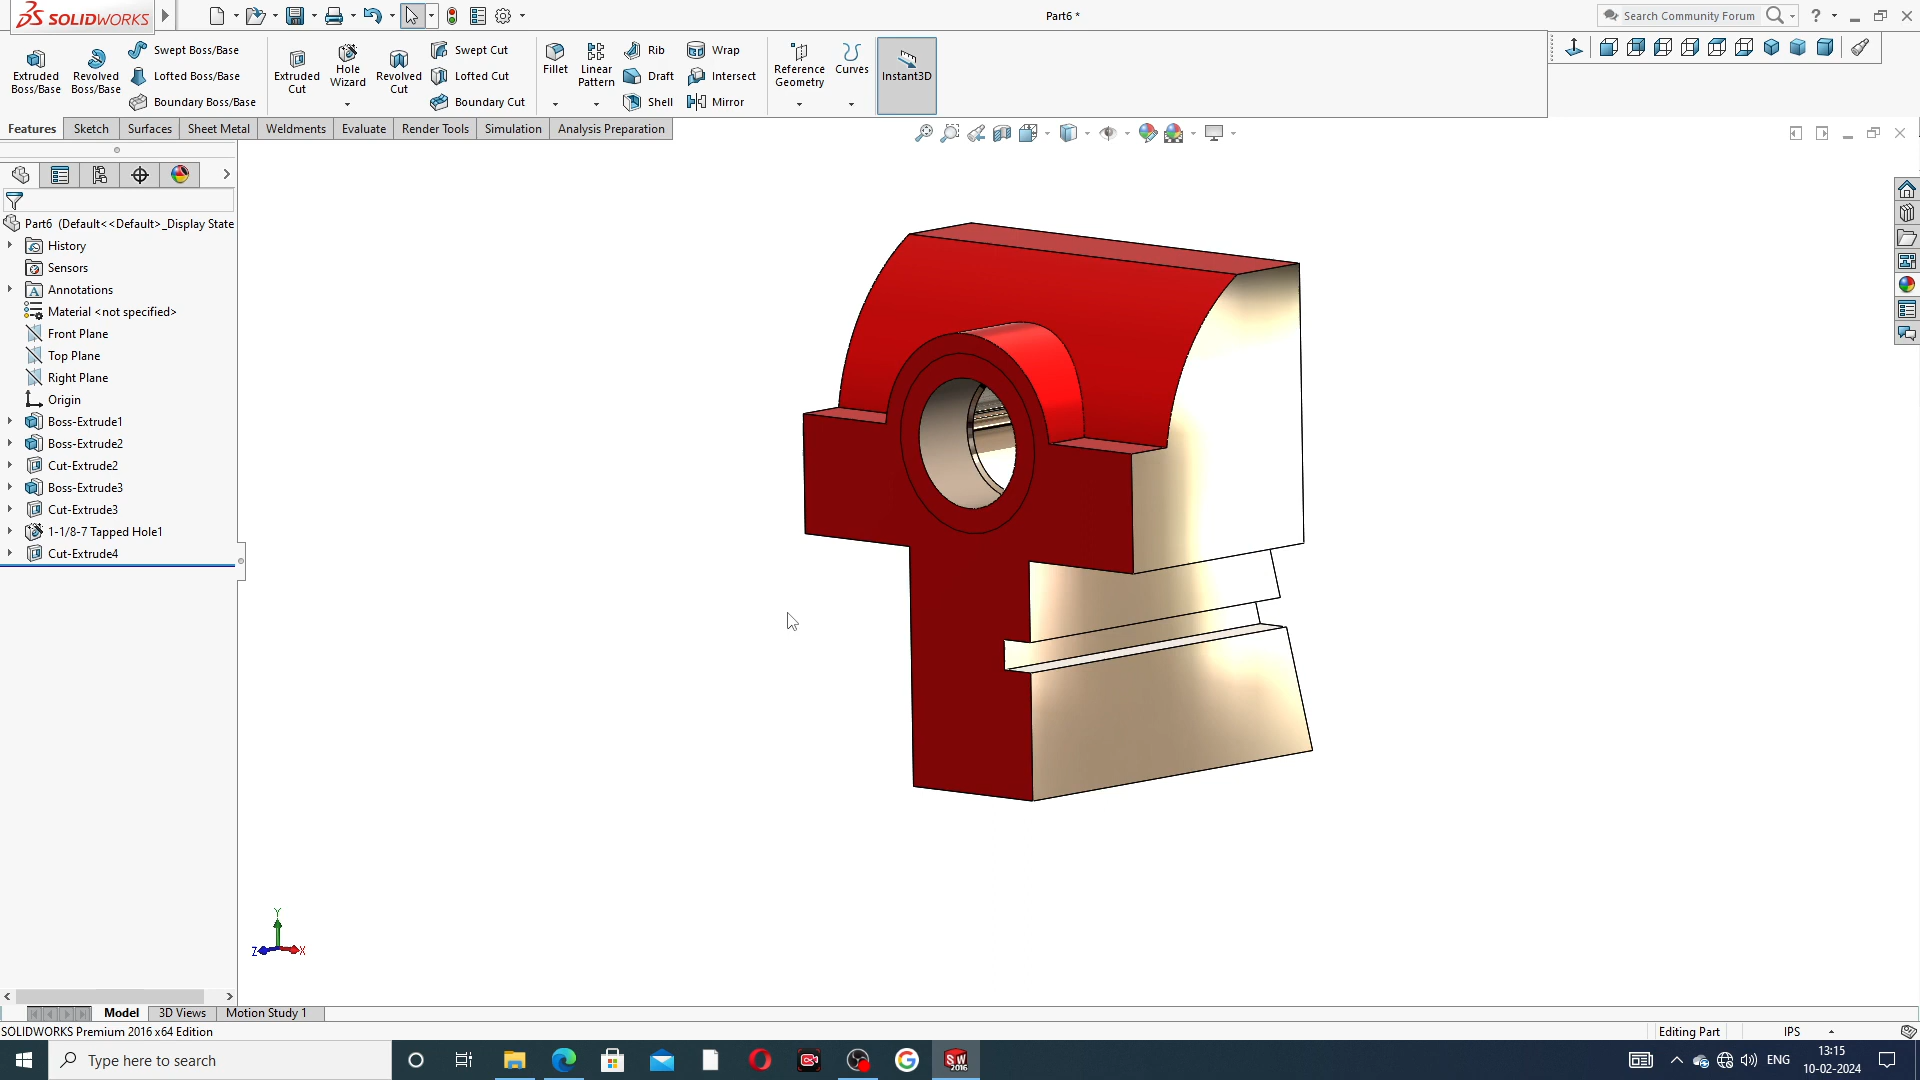 SOLIDWORKS
Part6 *
Search Community Forum
?
Extruded Boss/Base
Revolved Boss/Base
Swept Boss/Base
Lofted Boss/Base
Boundary Boss/Base
Extruded Cut
Hole Wizard
Revolved Cut
Swept Cut
Lofted Cut
Boundary Cut
Fillet
Linear Pattern
Rib
Draft
Shell
Wrap
Intersect
Mirror
Reference Geometry
Curves
Instant3D
Features
Sketch
Surfaces
Sheet Metal
Weldments
Evaluate
Render Tools
Simulation
Analysis Preparation
Part6 (Default<<Default>_Display State
History
Sensors
Annotations
Material <not specified>
Front Plane
Top Plane
Right Plane
Origin
Boss-Extrude1
Boss-Extrude2
Cut-Extrude2
Boss-Extrude3
Cut-Extrude3
1-1/8-7 Tapped Hole1
Cut-Extrude4
Y
Z
X
Model
3D Views
Motion Study 1
SOLIDWORKS Premium 2016 x64 Edition
Editing Part
IPS
Type here to search
SW
2016
ENG
13:15
10-02-2024